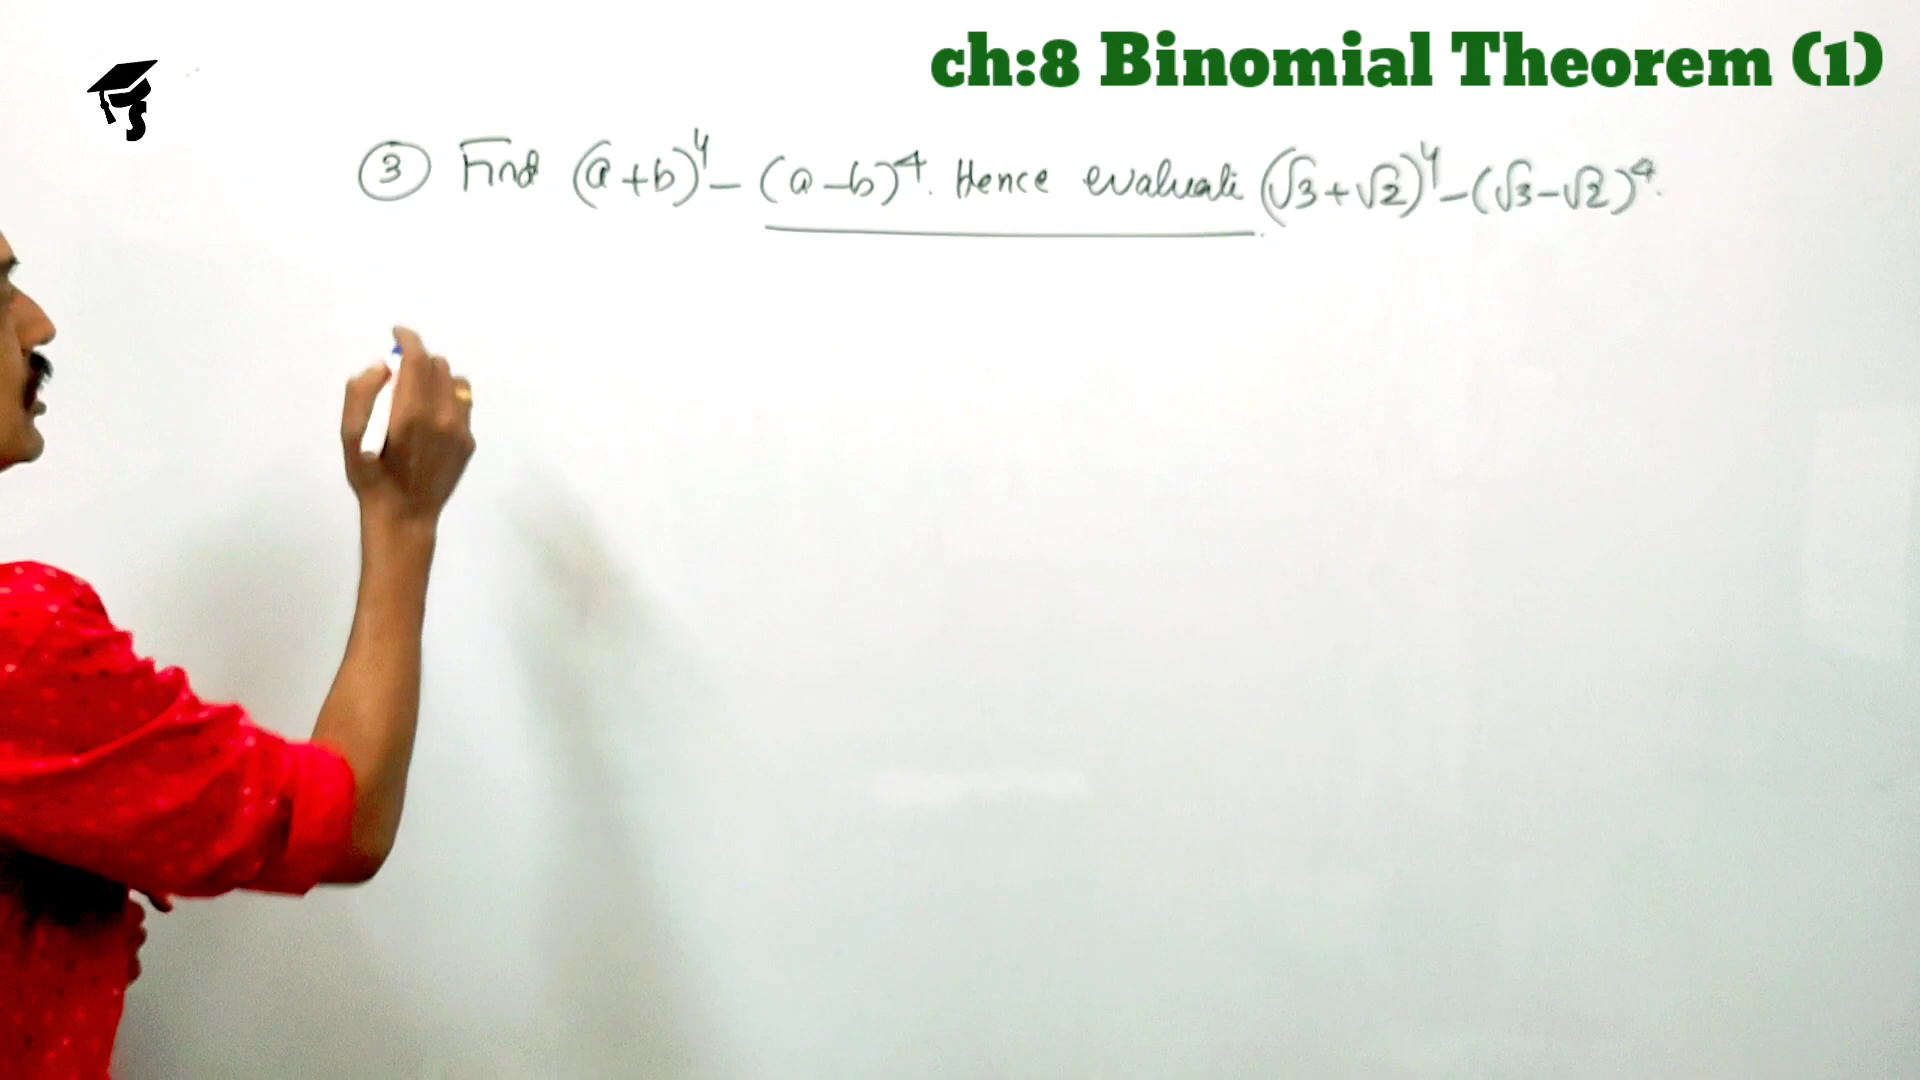 ch:8 Binomial Theorem (1)
③ Find (a+b)⁴ – (a–b)⁴. Hence evaluate (√3+√2)⁴ – (√3–√2)⁴.